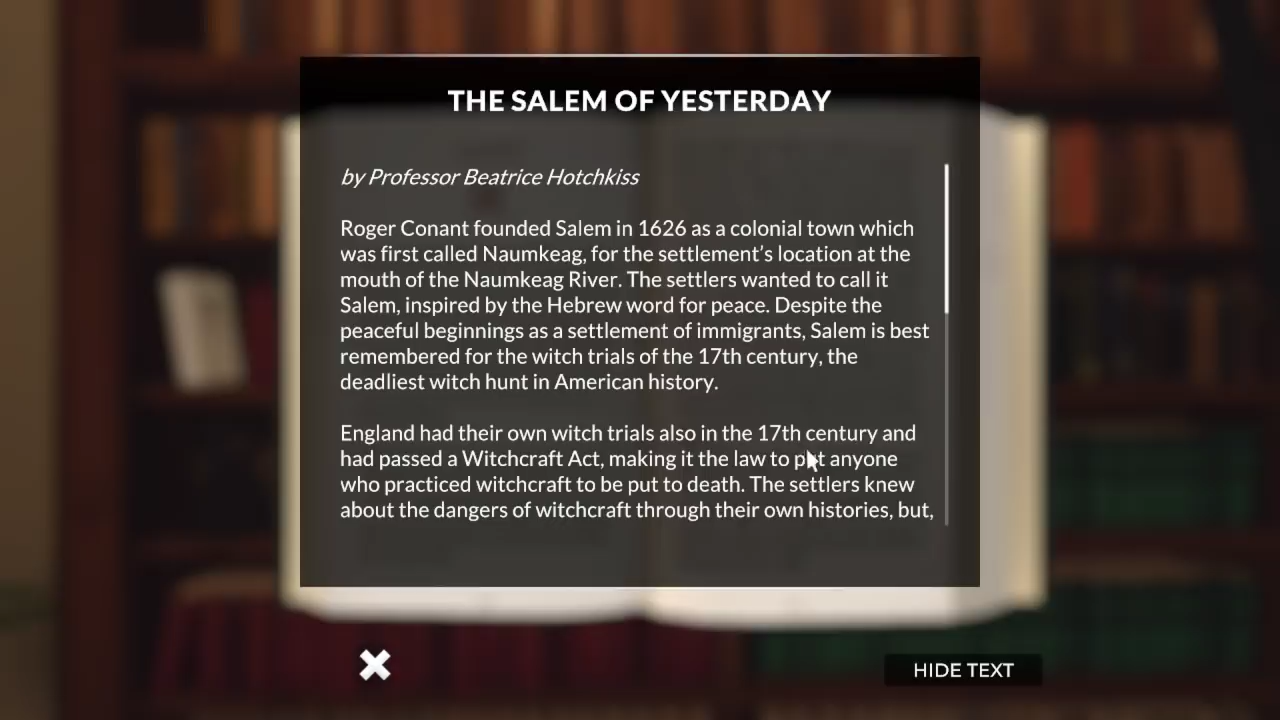 THE SALEM OF YESTERDAY
by Professor Beatrice Hotchkiss
Roger Conant founded Salem in 1626 as a colonial town which
was first called Naumkeag, for the settlement's location at the
mouth of the Naumkeag River. The settlers wanted to call it
Salem, inspired by the Hebrew word for peace. Despite the
peaceful beginnings as a settlement of immigrants, Salem is best
remembered for the witch trials of the 17th century, the
deadliest witch hunt in American history.
England had their own witch trials also in the 17th century and
had passed a Witchcraft Act, making it the law to put anyone
who practiced witchcraft to be put to death. The settlers knew
about the dangers of witchcraft through their own histories, but,
HIDE TEXT